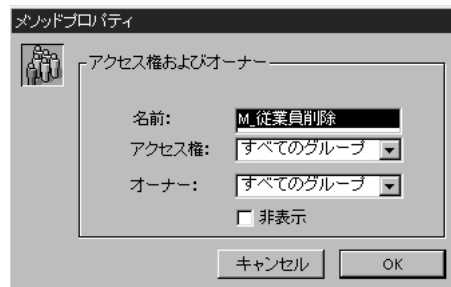 メソッドプロパティ
アクセス権およびオーナー
名前: M_従業員削除
アクセス権: すべてのグループ
オーナー: すべてのグループ
非表示
キャンセル OK